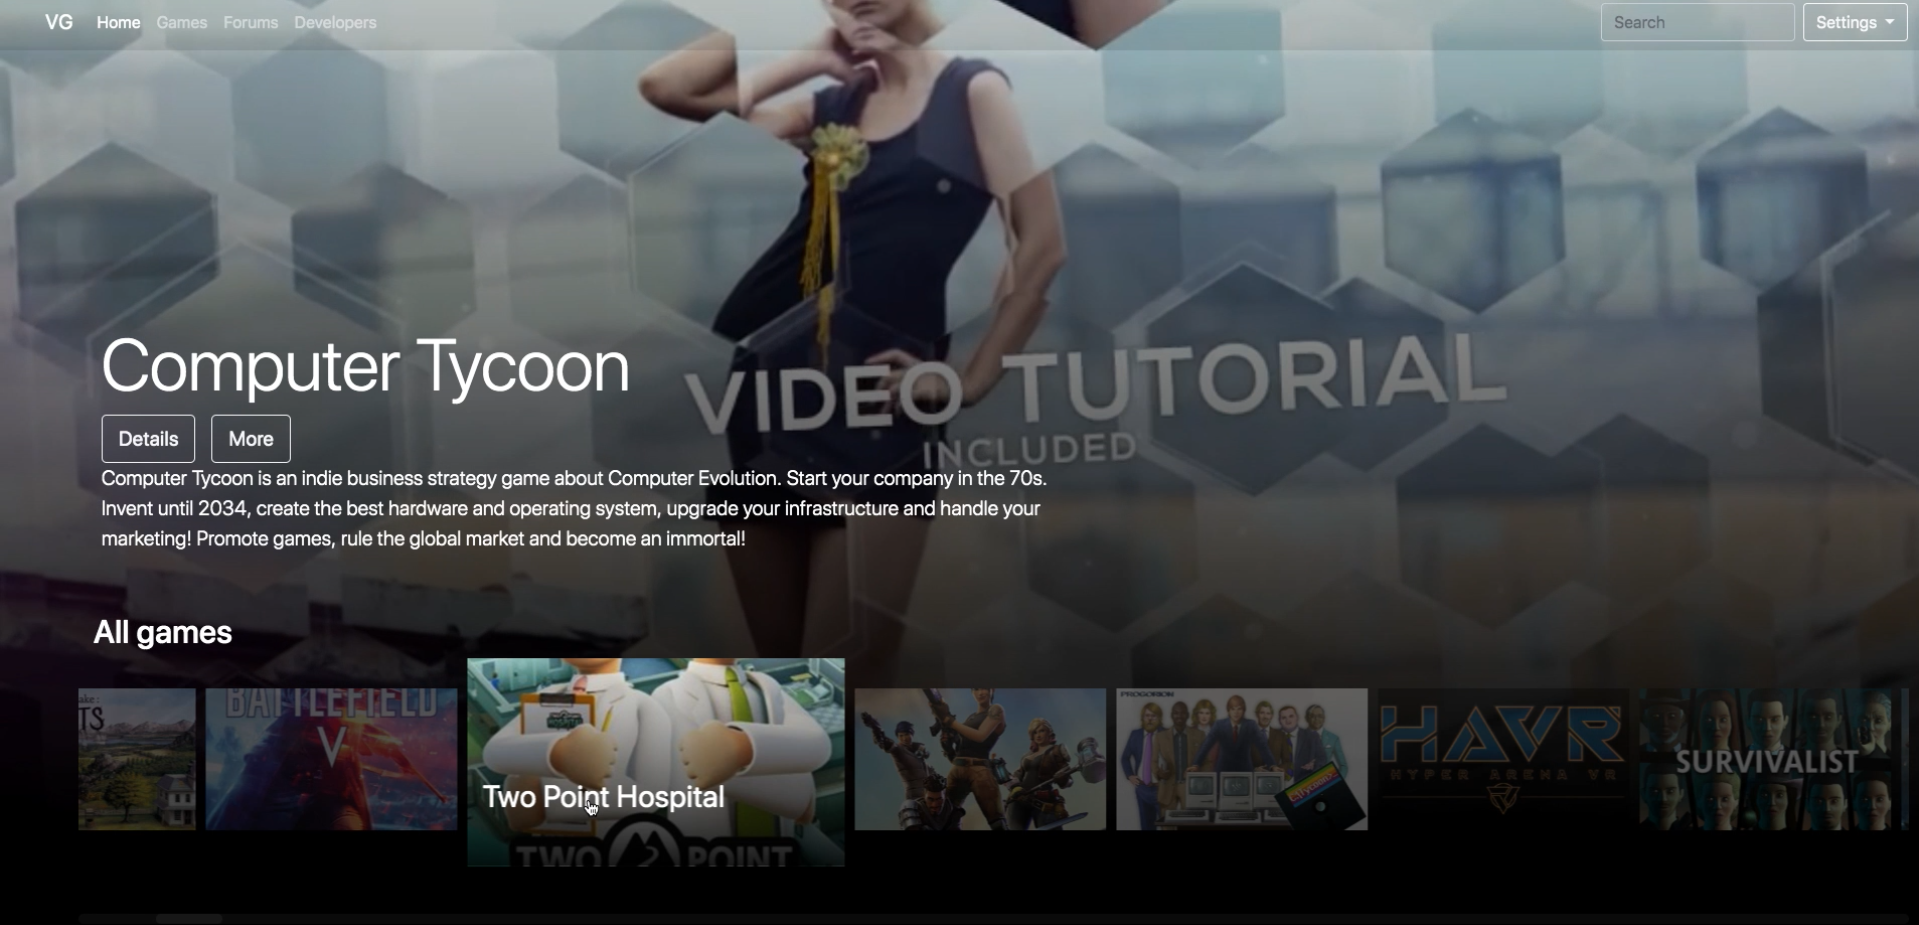 VG Home Games Forums Developers Search Settings
VIDEO TUTORIAL
INCLUDED
Computer Tycoon
Details More
Computer Tycoon is an indie business strategy game about Computer Evolution. Start your company in the 70s.
Invent until 2034, create the best hardware and operating system, upgrade your infrastructure and handle your
marketing! Promote games, rule the global market and become an immortal!
All games
TS
BATTLEFIELD
V
Two Point Hospital
TWO POINT
PROGORION
HAVR
HYPER ARENA VR
SURVIVALIST